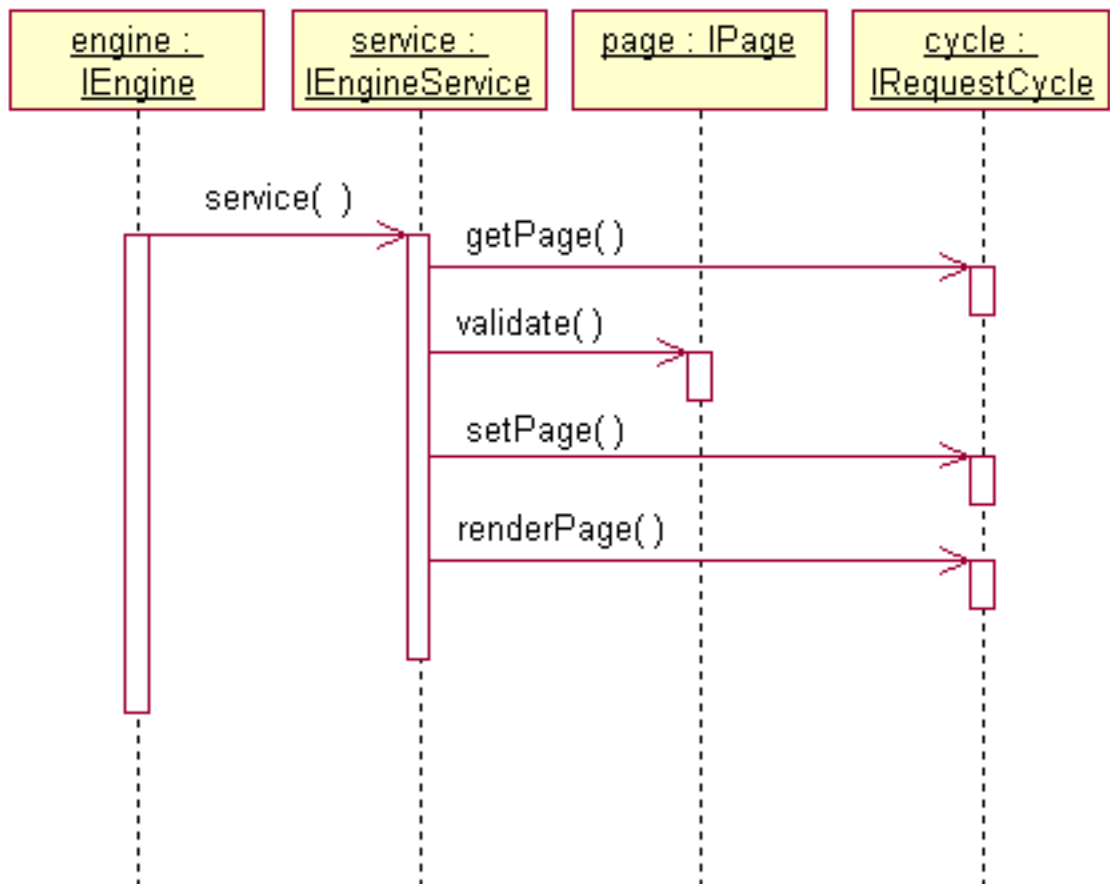 engine :
IEngine
service :
IEngineService
page : IPage
cycle :
IRequestCycle
service(  )
getPage( )
validate( )
setPage( )
renderPage( )